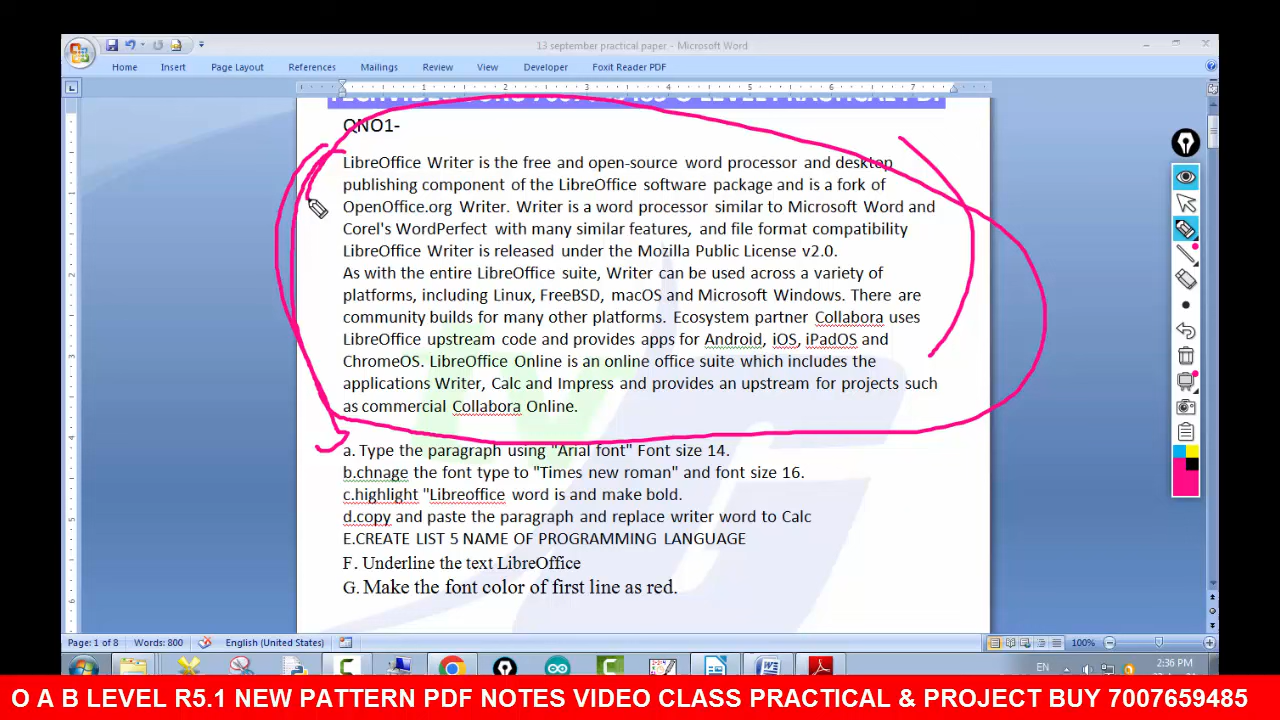 13 september practical paper - Microsoft Word
Home Insert Page Layout References Mailings Review View Developer Foxit Reader PDF
1 2 3 4 5 6 7
QNO1-
LibreOffice Writer is the free and open-source word processor and desktop
publishing component of the LibreOffice software package and is a fork of
OpenOffice.org Writer. Writer is a word processor similar to Microsoft Word and
Corel's WordPerfect with many similar features, and file format compatibility
LibreOffice Writer is released under the Mozilla Public License v2.0.
As with the entire LibreOffice suite, Writer can be used across a variety of
platforms, including Linux, FreeBSD, macOS and Microsoft Windows. There are
community builds for many other platforms. Ecosystem partner Collabora uses
LibreOffice upstream code and provides apps for Android, iOS, iPadOS and
ChromeOS. LibreOffice Online is an online office suite which includes the
applications Writer, Calc and Impress and provides an upstream for projects such
as commercial Collabora Online.
a. Type the paragraph using "Arial font" Font size 14.
b.chnage the font type to "Times new roman" and font size 16.
c.highlight "Libreoffice word is and make bold.
d.copy and paste the paragraph and replace writer word to Calc
E.CREATE LIST 5 NAME OF PROGRAMMING LANGUAGE
F. Underline the text LibreOffice
G. Make the font color of first line as red.
Page: 1 of 8 Words: 800 English (United States) 100%
EN 2:36 PM
O A B LEVEL R5.1 NEW PATTERN PDF NOTES VIDEO CLASS PRACTICAL & PROJECT BUY 7007659485